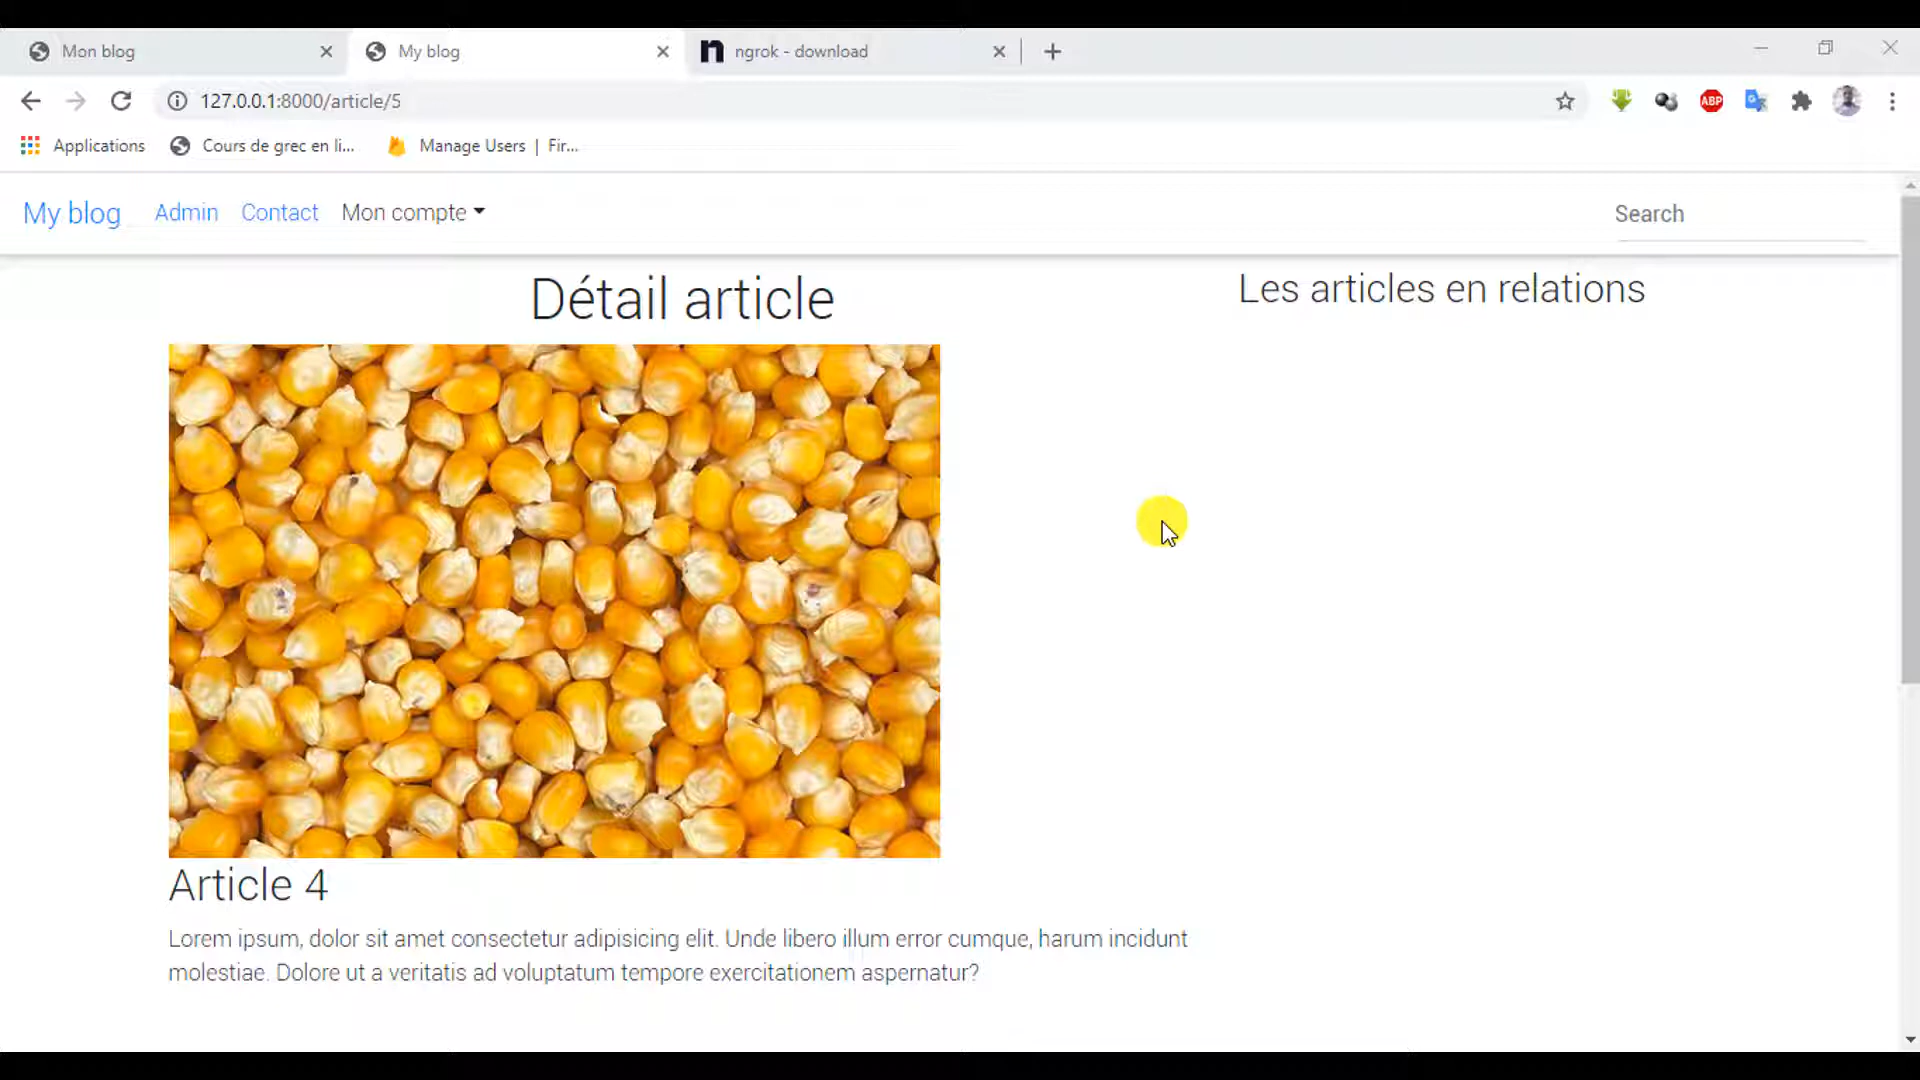 Mon blog
My blog
ngrok - download
127.0.0.1:8000/article/5
ABP
Applications
Cours de grec en li...
Manage Users | Fir...
My blog
Admin
Contact
Mon compte
Search
Détail article
Les articles en relations
Article 4
Lorem ipsum, dolor sit amet consectetur adipisicing elit. Unde libero illum error cumque, harum incidunt
molestiae. Dolore ut a veritatis ad voluptatum tempore exercitationem aspernatur?